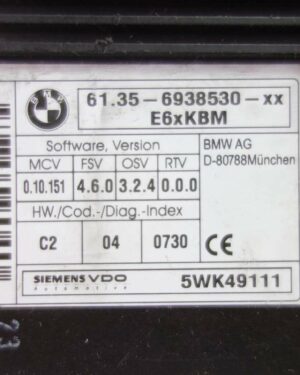 BMW
61.35 - 6938530 - xx
E6xKBM
Software, Version
MCV FSV OSV RTV
0.10.151 4.6.0 3.2.4 0.0.0
BMW AG
D-80788München
HW./Cod.-/Diag.-Index
C2 04 0730 CE
SIEMENS VDO
Automotive
5WK49111
23